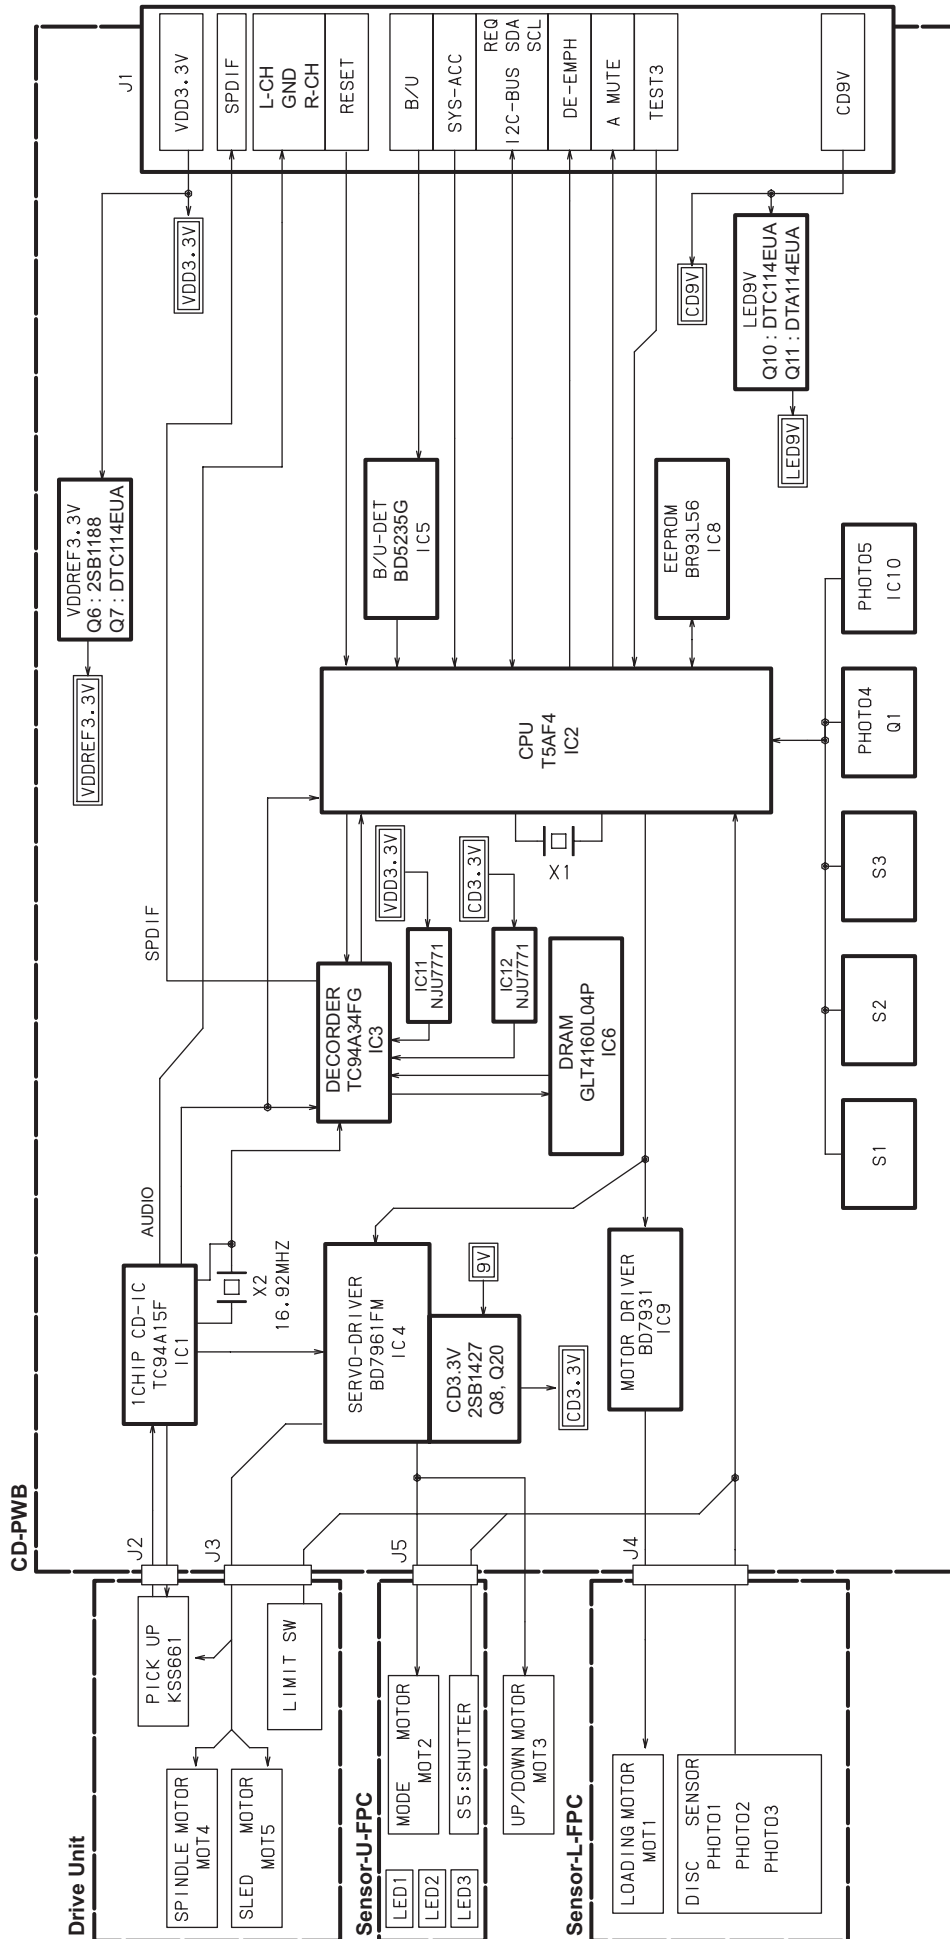 CD-PWB
J1
VDD3.3V
SPDIF
L-CH
GND
R-CH
RESET
B/U
SYS-ACC
REQ
I2C-BUS SDA
SCL
DE-EMPH
A MUTE
TEST3
CD9V
VDD3.3V
CD9V
LED9V
Q10 : DTC114EUA
Q11 : DTA114EUA
LED9V
VDDREF3.3V
Q6 : 2SB1188
Q7 : DTC114EUA
VDDREF3.3V
B/U-DET
BD5235G
IC5
EEPROM
BR93L56
IC8
CPU
T5AF4
IC2
PHOTO5
IC10
PHOTO4
Q1
S3
S2
S1
X1
VDD3.3V
CD3.3V
IC11
NJU7771
IC12
NJU7771
SPDIF
DECORDER
TC94A34FG
IC3
DRAM
GLT4160L04P
IC6
AUDIO
1CHIP CD-IC
TC94A15F
IC1
X2
16.92MHZ
SERVO-DRIVER
BD7961FM
IC4
9V
CD3.3V
2SB1427
Q8, Q20
CD3.3V
MOTOR DRIVER
BD7931
IC9
J2
J3
J5
J4
Drive Unit
PICK UP
KSS661
SPINDLE MOTOR
MOT4
SLED MOTOR
MOT5
LIMIT SW
Sensor-U-FPC
MODE MOTOR
MOT2
S5:SHUTTER
LED1
LED2
LED3
UP/DOWN MOTOR
MOT3
Sensor-L-FPC
LOADING MOTOR
MOT1
DISC SENSOR
PHOTO1
PHOTO2
PHOTO3